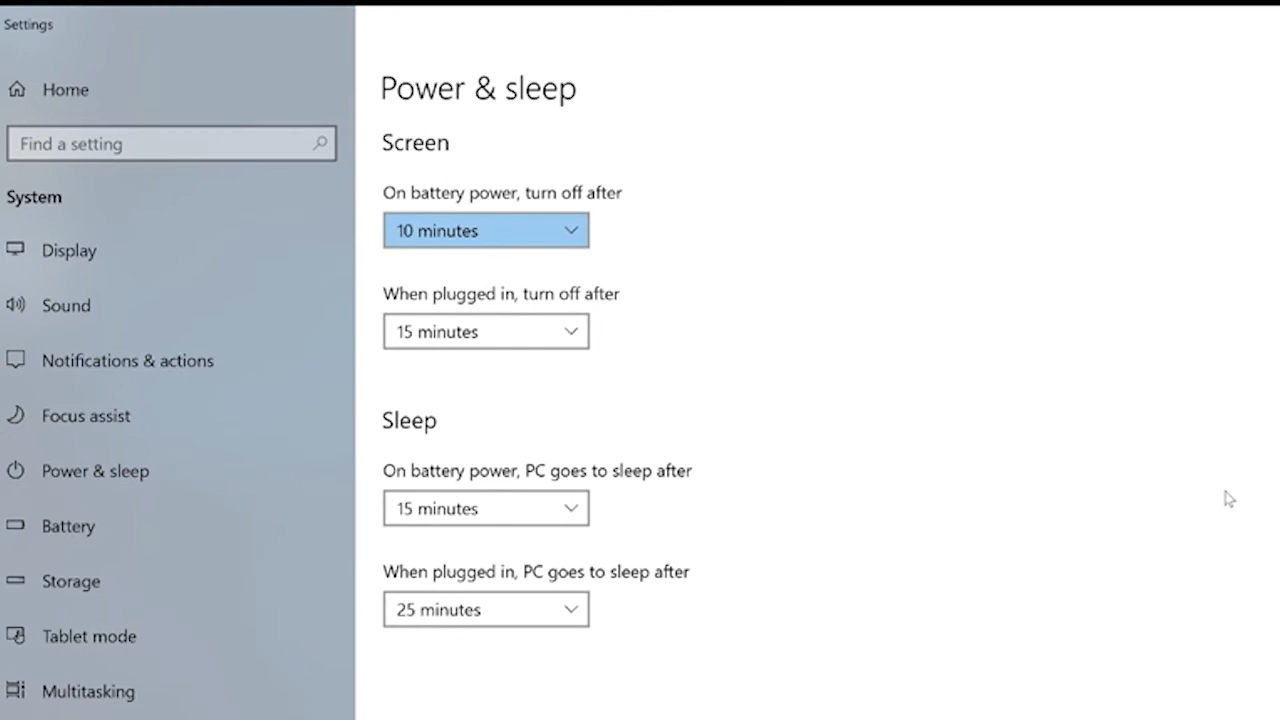 Settings
Home
Find a setting
System
Display
Sound
Notifications & actions
Focus assist
Power & sleep
Battery
Storage
Tablet mode
Multitasking
Power & sleep
Screen
On battery power, turn off after
10 minutes
When plugged in, turn off after
15 minutes
Sleep
On battery power, PC goes to sleep after
15 minutes
When plugged in, PC goes to sleep after
25 minutes